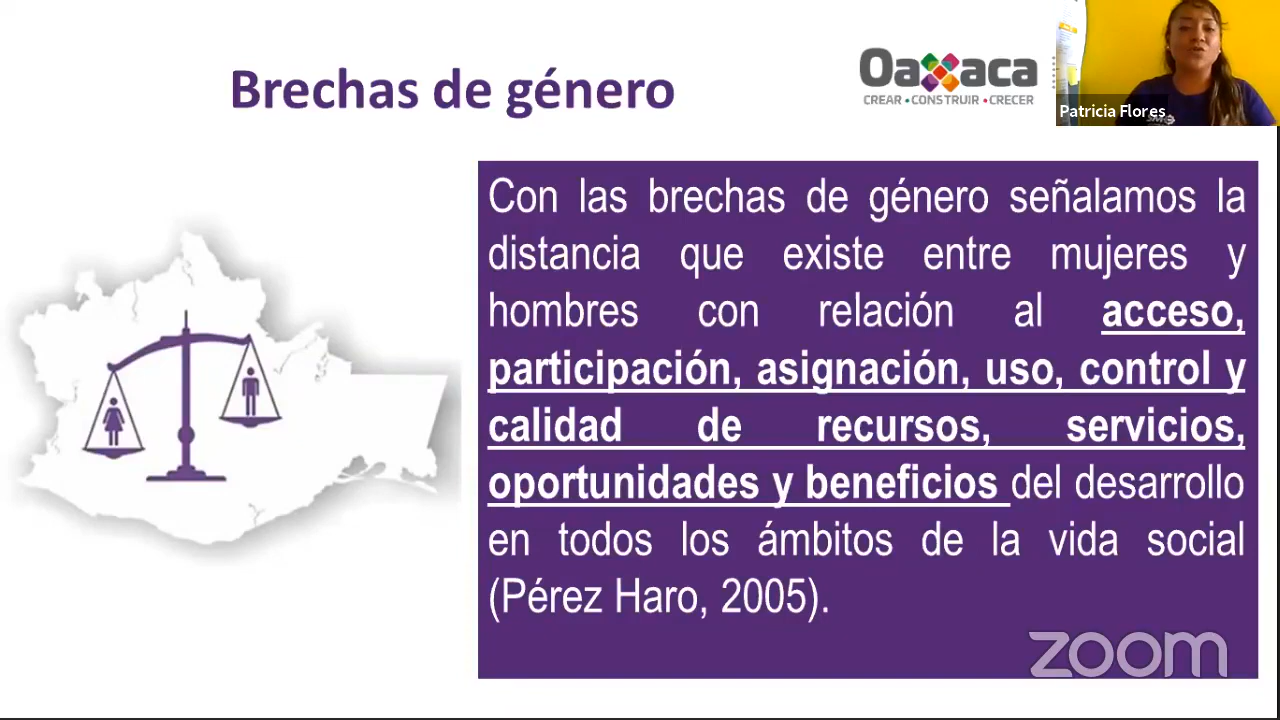 Brechas de género
Oaxaca
CREAR • CONSTRUIR • CRECER
Patricia Flores
Con las brechas de género señalamos la
distancia que existe entre mujeres y
hombres con relación al acceso,
participación, asignación, uso, control y
calidad de recursos, servicios,
oportunidades y beneficios del desarrollo
en todos los ámbitos de la vida social
(Pérez Haro, 2005).
zoom